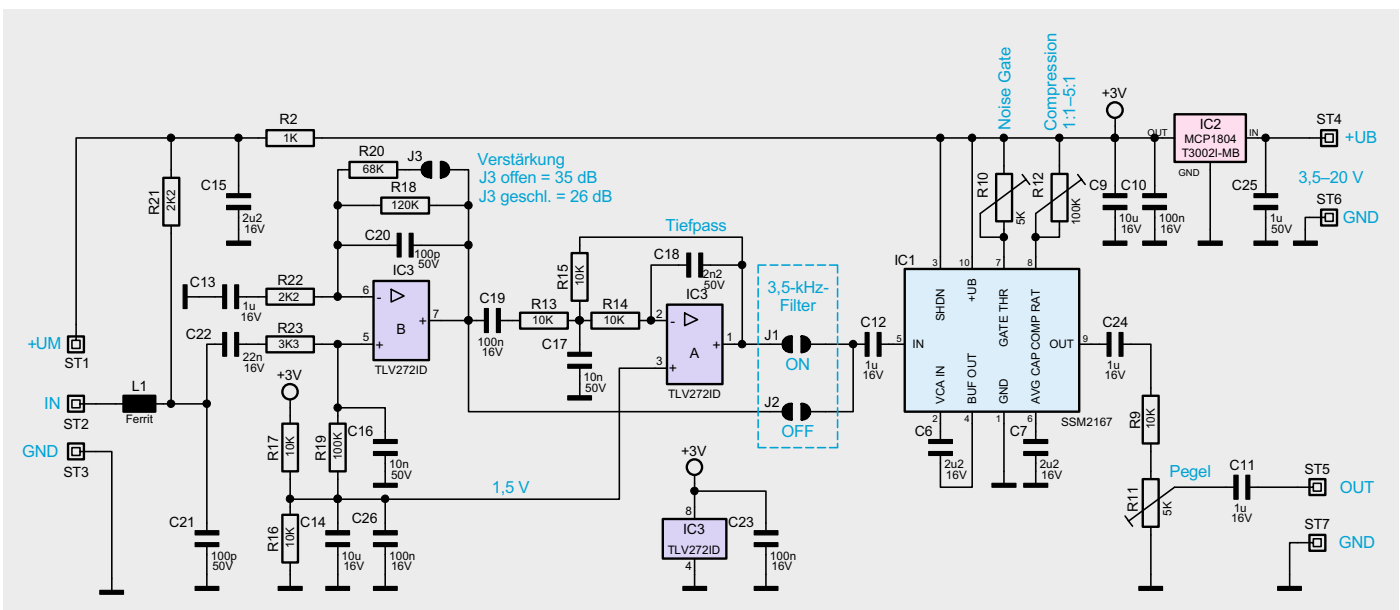 Noise Gate
Compression
1:1–5:1
+3V
R2
1K
OUT
IC2
MCP1804
T3002I-MB
IN
GND
ST4
+UB
3,5–20 V
ST6
GND
R21
2K2
C15
2u2
16V
R20
68K
J3
Verstärkung
J3 offen = 35 dB
J3 geschl. = 26 dB
R18
120K
C20
100p
50V
R10
5K
R12
100K
C9
10u
16V
C10
100n
16V
C25
1u
50V
Tiefpass
C13
1u
16V
R22
2K2
IC3
6
-
B
7
+
5
+
TLV272ID
C19
100n
16V
R13
10K
R15
10K
R14
10K
C18
2n2
50V
IC3
2
-
A
1
+
3
+
TLV272ID
C17
10n
50V
3,5-kHz-
Filter
J1
ON
J2
OFF
C12
1u
16V
IC1
3
10
7
8
SHDN
+UB
GATE THR
COMP RAT
5
IN
OUT
9
VCA IN
BUF OUT
GND
AVG CAP
2
4
1
6
SSM2167
C6
2u2
16V
C7
2u2
16V
C24
1u
16V
R9
10K
Pegel
R11
5K
C11
1u
16V
ST5
OUT
ST7
GND
+UM
ST1
C22
22n
16V
R23
3K3
IN
ST2
L1
Ferrit
GND
ST3
+3V
R17
10K
R19
100K
C16
10n
50V
1,5 V
R16
10K
C14
10u
16V
C26
100n
16V
C21
100p
50V
+3V
8
IC3
TLV272ID
4
C23
100n
16V